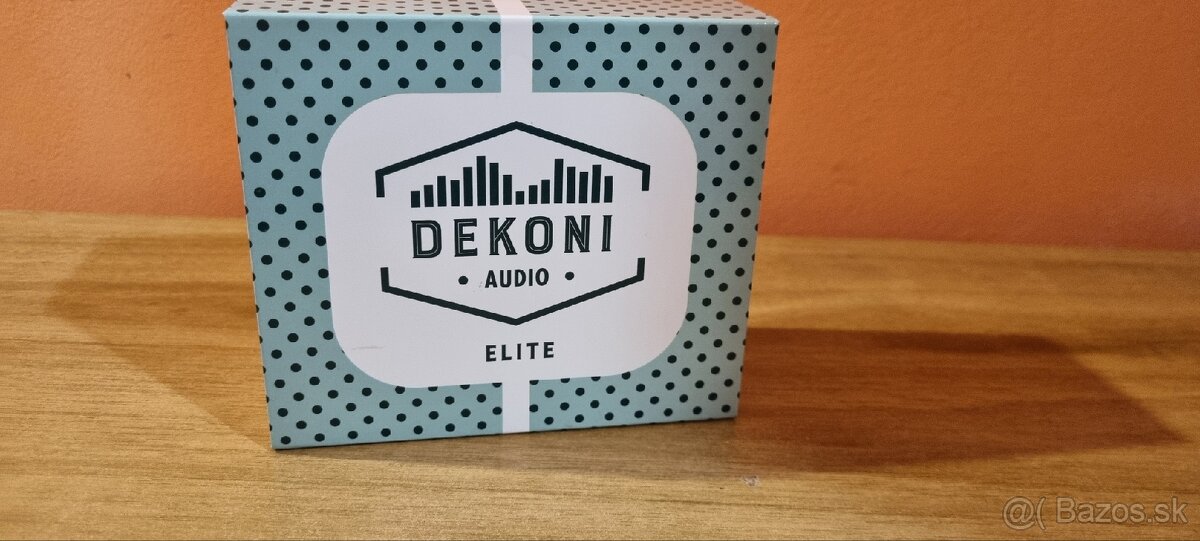 DEKONI
• AUDIO •
ELITE
@( Bazos.sk